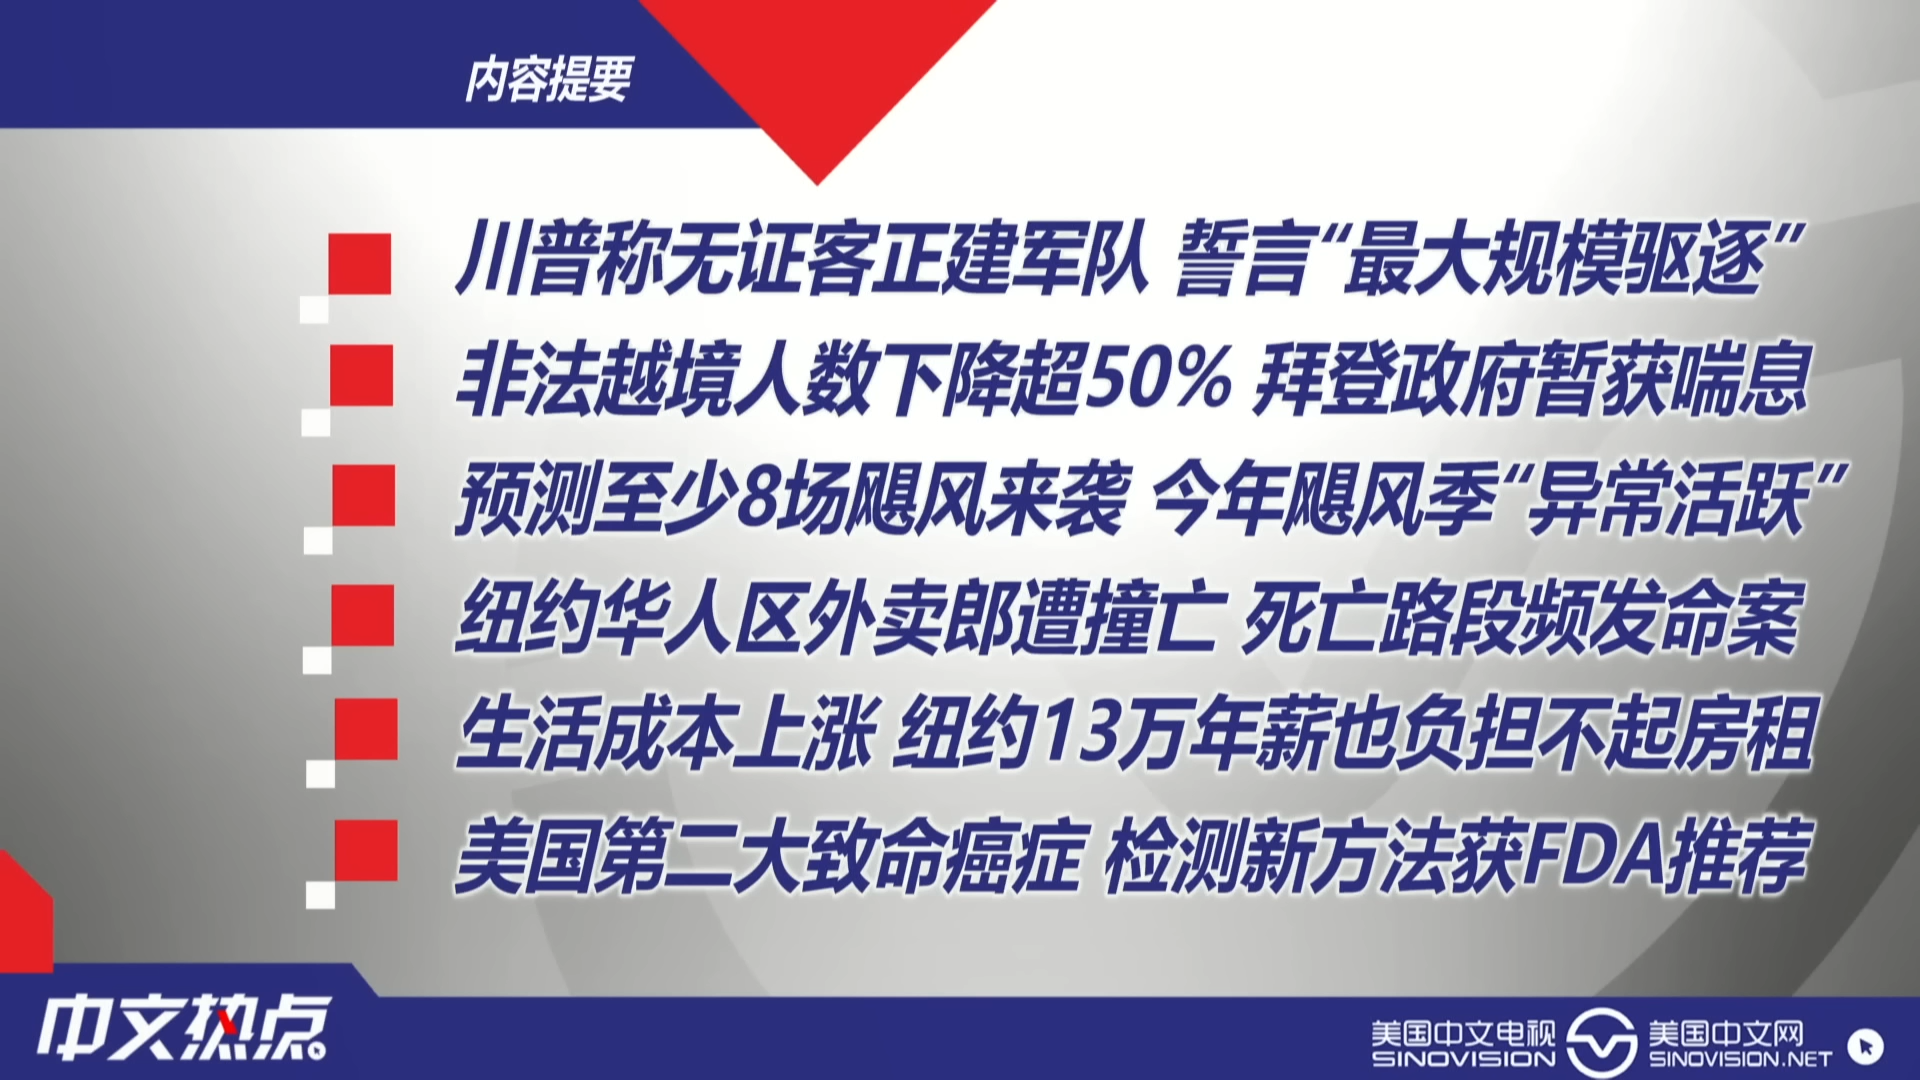 内容提要
川普称无证客正建军队 誓言“最大规模驱逐”
非法越境人数下降超50% 拜登政府暂获喘息
预测至少8场飓风来袭 今年飓风季“异常活跃”
纽约华人区外卖郎遭撞亡 死亡路段频发命案
生活成本上涨 纽约13万年薪也负担不起房租
美国第二大致命癌症 检测新方法获FDA推荐
中文热点
美国中文电视 美国中文网
SINOVISION SINOVISION.NET